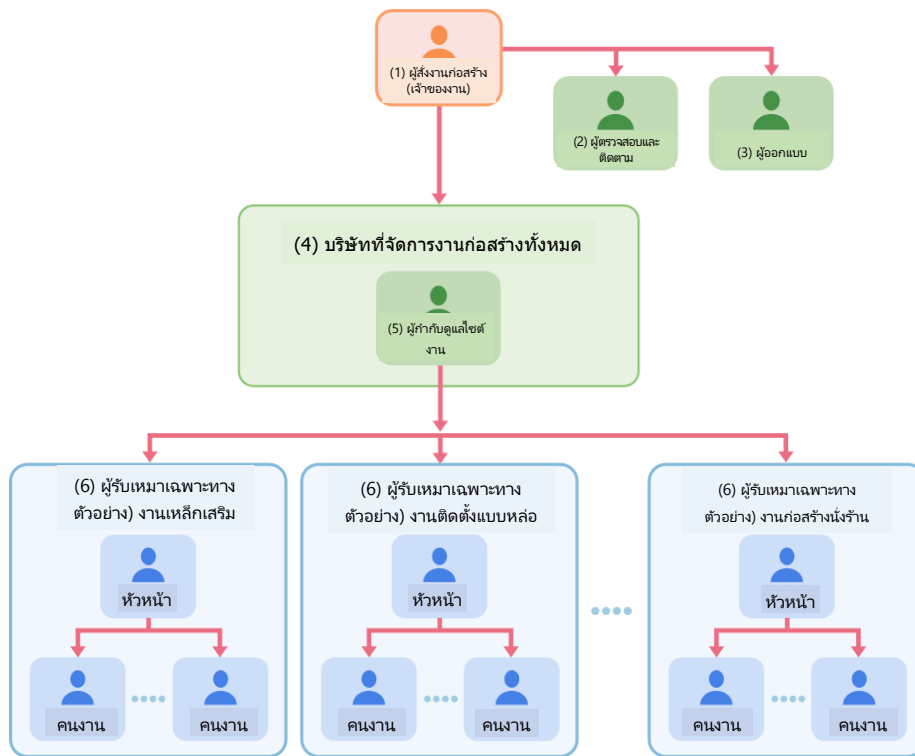 (1) ผู้สั่งงานก่อสร้าง
(เจ้าของงาน)
(2) ผู้ตรวจสอบและ
ติดตาม
(3) ผู้ออกแบบ
(4) บริษัทที่จัดการงานก่อสร้างทั้งหมด
(5) ผู้กำกับดูแลไซต์
งาน
(6) ผู้รับเหมาเฉพาะทาง
ตัวอย่าง) งานเหล็กเสริม
หัวหน้า
คนงาน
คนงาน
(6) ผู้รับเหมาเฉพาะทาง
ตัวอย่าง) งานติดตั้งแบบหล่อ
หัวหน้า
คนงาน
คนงาน
(6) ผู้รับเหมาเฉพาะทาง
ตัวอย่าง) งานก่อสร้างนั่งร้าน
หัวหน้า
คนงาน
คนงาน